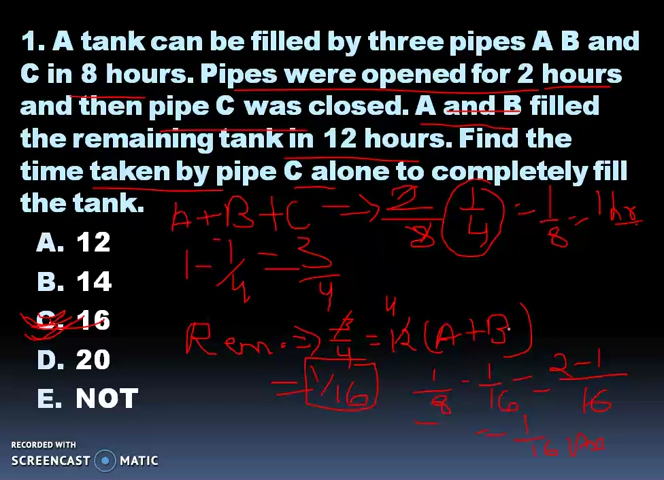 1. A tank can be filled by three pipes A B and
C in 8 hours. Pipes were opened for 2 hours
and then pipe C was closed. A and B filled
the remaining tank in 12 hours. Find the
time taken by pipe C alone to completely fill
the tank.
A+B+C ⇒ 2/8 1/4 = 1/8 = 1hr
A. 12
1 - 1/4 = 3/4
B. 14
C. 16
Rem. ⇒ 3/4 = 12 (A+B) 4
D. 20
= 1/16
1/8 - 1/16 = 2-1/16
E. NOT
= 1/16
RECORDED WITH
SCREENCAST MATIC